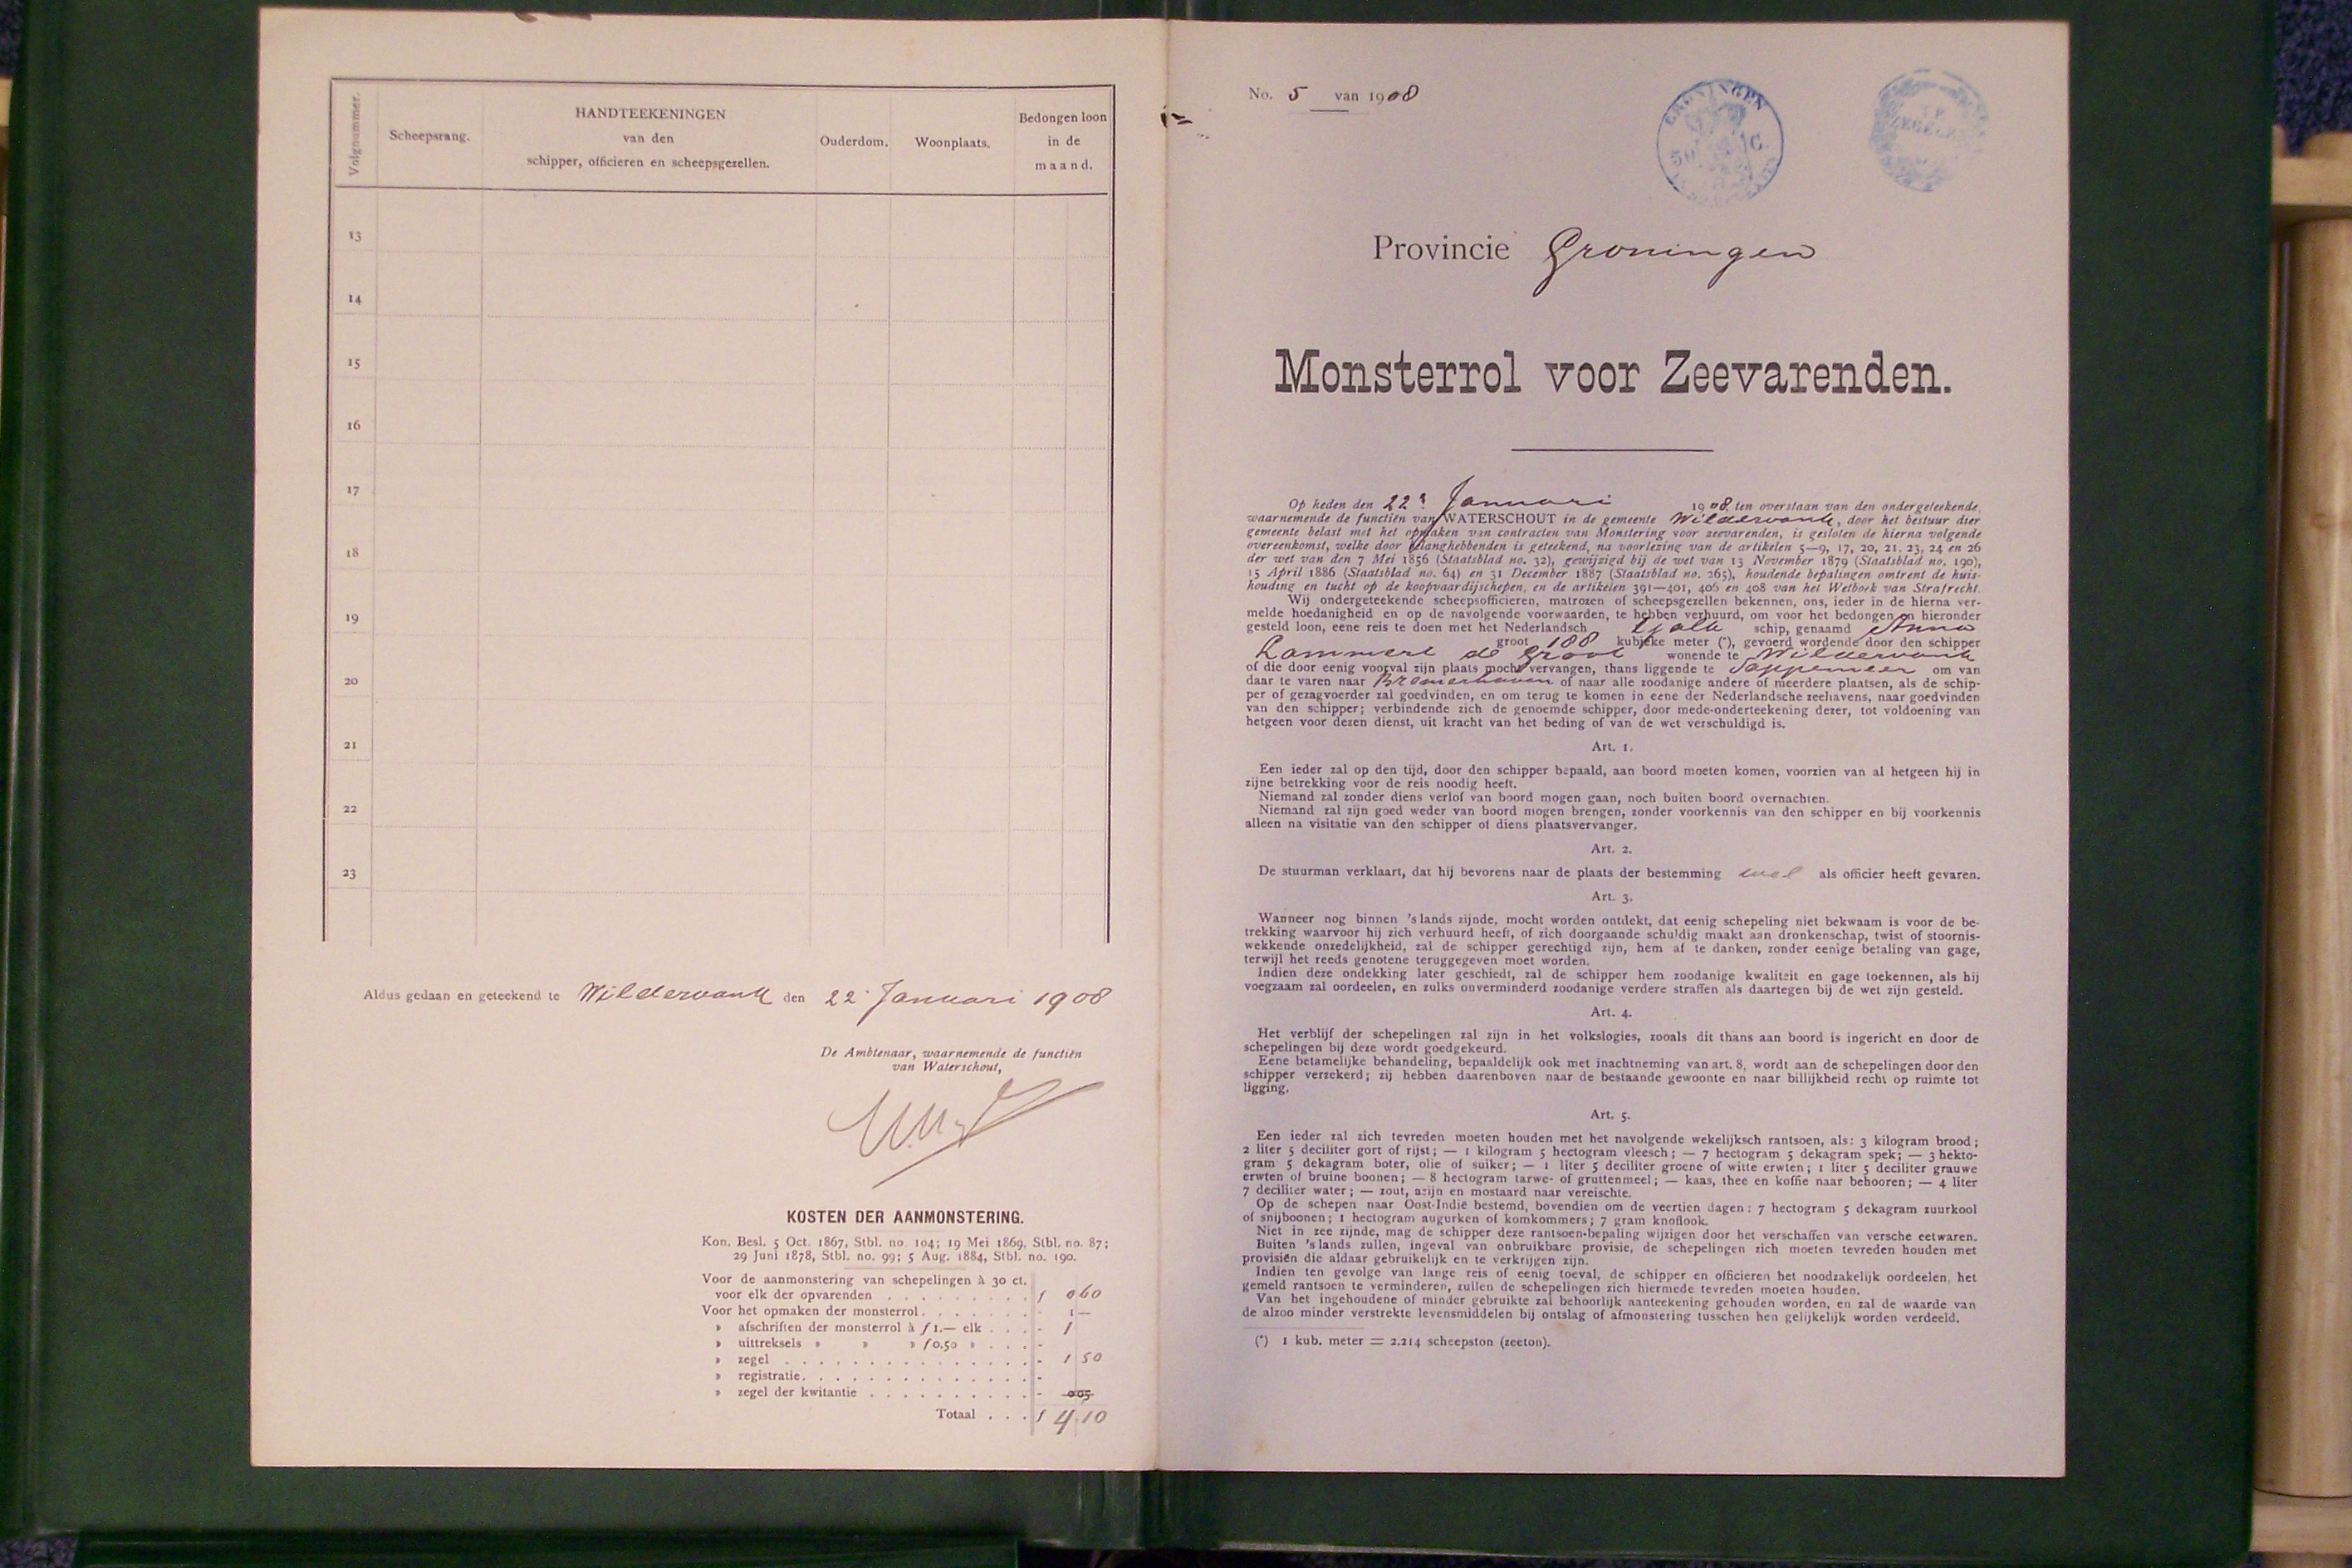 Volgnummer.
Scheepsrang.
HANDTEEKENINGEN
van den
schipper, officieren en scheepsgezellen.
Ouderdom.
Woonplaats.
Bedongen loon
in de
maand.
13
14
15
16
17
18
19
20
21
22
23
Aldus gedaan en geteekend te Wildervank den 22 Januari 1908
De Ambtenaar, waarnemende de functiën
van Waterschout,
KOSTEN DER AANMONSTERING.
Kon. Besl. 5 Oct. 1867, Stbl. no. 104; 19 Mei 1869, Stbl. no. 87;
29 Juni 1878, Stbl. no. 99; 5 Aug. 1884, Stbl. no. 190.
Voor de aanmonstering van schepelingen à 30 ct.
voor elk der opvarenden . . . . . . . . . f 0 60
Voor het opmaken der monsterrol . . . . . . . - 1 —
» afschriften der monsterrol à f 1.— elk . . . - 1
» uittreksels » » » f 0.50 » . . . -
» zegel . . . . . . . . . . . . . . . - 1 50
» registratie . . . . . . . . . . . . . . -
» zegel der kwitantie . . . . . . . . . . - 0 05
Totaal . . . f 4.10
No. 5 van 1908
GRONINGEN
50 C.
ZEGEL
Provincie Groningen
Monsterrol voor Zeevarenden.
Op heden den 22e Januari 1908 ten overstaan van den ondergeteekende,
waarnemende de functiën van WATERSCHOUT in de gemeente Wildervank, door het bestuur dier
gemeente belast met het opmaken van contracten van Monstering voor zeevarenden, is gesloten de hierna volgende
overeenkomst, welke door belanghebbenden is geteekend, na voorlezing van de artikelen 5—9, 17, 20, 21. 23, 24 en 26
der wet van den 7 Mei 1856 (Staatsblad no. 32), gewijzigd bij de wet van 13 November 1879 (Staatsblad no. 190),
15 April 1886 (Staatsblad no. 64) en 31 December 1887 (Staatsblad no. 265), houdende bepalingen omtrent de huis-
houding en tucht op de koopvaardijschepen, en de artikelen 391—401, 406 en 408 van het Wetboek van Strafrecht.
Wij ondergeteekende scheepsofficieren, matrozen of scheepsgezellen bekennen, ons, ieder in de hierna ver-
melde hoedanigheid en op de navolgende voorwaarden, te hebben verhuurd, om voor het bedongen en hieronder
gesteld loon, eene reis te doen met het Nederlandsch tjalk schip, genaamd Anna
groot 188 kubieke meter (*), gevoerd wordende door den schipper
Lammert de Groot wonende te Wildervank
of die door eenig voorval zijn plaats mocht vervangen, thans liggende te Sappemeer om van
daar te varen naar Bremerhaven of naar alle zoodanige andere of meerdere plaatsen, als de schip-
per of gezagvoerder zal goedvinden, en om terug te komen in eene der Nederlandsche zeehavens, naar goedvinden
van den schipper; verbindende zich de genoemde schipper, door mede-onderteekening dezer, tot voldoening van
hetgeen voor dezen dienst, uit kracht van het beding of van de wet verschuldigd is.
Art. 1.
Een ieder zal op den tijd, door den schipper bepaald, aan boord moeten komen, voorzien van al hetgeen hij in
zijne betrekking voor de reis noodig heeft.
Niemand zal zonder diens verlof van boord mogen gaan, noch buiten boord overnachten.
Niemand zal zijn goed weder van boord mogen brengen, zonder voorkennis van den schipper en bij voorkennis
alleen na visitatie van den schipper of diens plaatsvervanger.
Art. 2.
De stuurman verklaart, dat hij bevorens naar de plaats der bestemming wel als officier heeft gevaren.
Art. 3.
Wanneer nog binnen 's lands zijnde, mocht worden ontdekt, dat eenig schepeling niet bekwaam is voor de be-
trekking waarvoor hij zich verhuurd heeft, of zich doorgaande schuldig maakt aan dronkenschap, twist of stoornis-
wekkende onzedelijkheid, zal de schipper gerechtigd zijn, hem af te danken, zonder eenige betaling van gage,
terwijl het reeds genotene teruggegeven moet worden.
Indien deze ondekking later geschiedt, zal de schipper hem zoodanige kwaliteit en gage toekennen, als hij
voegzaam zal oordeelen, en zulks onverminderd zoodanige verdere straffen als daartegen bij de wet zijn gesteld.
Art. 4.
Het verblijf der schepelingen zal zijn in het volkslogies, zooals dit thans aan boord is ingericht en door de
schepelingen bij deze wordt goedgekeurd.
Eene betamelijke behandeling, bepaaldelijk ook met inachtneming van art. 8, wordt aan de schepelingen door den
schipper verzekerd; zij hebben daarenboven naar de bestaande gewoonte en naar billijkheid recht op ruimte tot
ligging.
Art. 5.
Een ieder zal zich tevreden moeten houden met het navolgende wekelijksch rantsoen, als: 3 kilogram brood;
2 liter 5 deciliter gort of rijst; — 1 kilogram 5 hectogram vleesch; — 7 hectogram 5 dekagram spek; — 3 hekto-
gram 5 dekagram boter, olie of suiker; — 1 liter 5 deciliter groene of witte erwten; 1 liter 5 deciliter grauwe
erwten of bruine boonen; — 8 hectogram tarwe- of gruttenmeel; — kaas, thee en koffie naar behooren; — 4 liter
7 deciliter water; — zout, azijn en mostaard naar vereischte.
Op de schepen naar Oost-Indië bestemd, bovendien om de veertien dagen: 7 hectogram 5 dekagram zuurkool
of snijboonen; 1 hectogram augurken of komkommers; 7 gram knoflook.
Niet in zee zijnde, mag de schipper deze rantsoen-bepaling wijzigen door het verschaffen van versche eetwaren.
Buiten 's lands zullen, ingeval van onbruikbare provisie, de schepelingen zich moeten tevreden houden met
provisiën die aldaar gebruikelijk en te verkrijgen zijn.
Indien ten gevolge van lange reis of eenig toeval, de schipper en officieren het noodzakelijk oordeelen, het
gemeld rantsoen te verminderen, zullen de schepelingen zich hiermede tevreden moeten houden.
Van het ingehoudene of minder gebruikte zal behoorlijk aanteekening gehouden worden, en zal de waarde van
de alzoo minder verstrekte levensmiddelen bij ontslag of afmonstering tusschen hen gelijkelijk worden verdeeld.
(*) 1 kub. meter = 2.214 scheepston (zeeton).